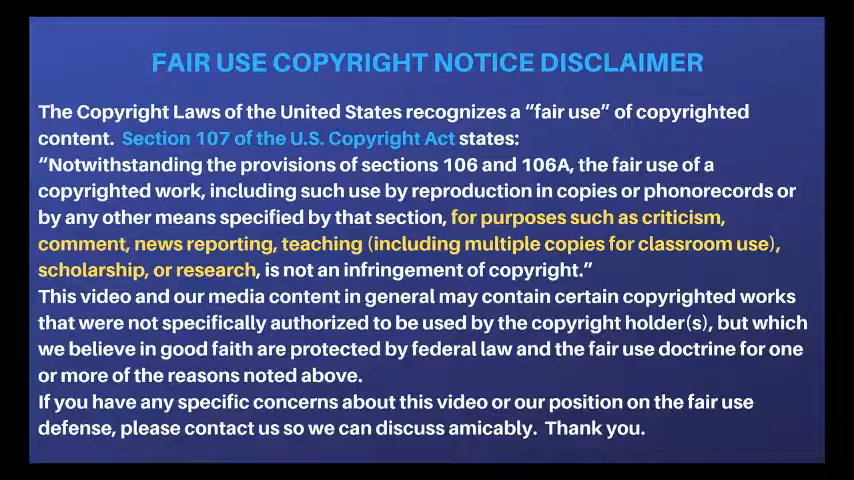 FAIR USE COPYRIGHT NOTICE DISCLAIMER
The Copyright Laws of the United States recognizes a “fair use” of copyrighted
content. Section 107 of the U.S. Copyright Act states:
“Notwithstanding the provisions of sections 106 and 106A, the fair use of a
copyrighted work, including such use by reproduction in copies or phonorecords or
by any other means specified by that section, for purposes such as criticism,
comment, news reporting, teaching (including multiple copies for classroom use),
scholarship, or research, is not an infringement of copyright.”
This video and our media content in general may contain certain copyrighted works
that were not specifically authorized to be used by the copyright holder(s), but which
we believe in good faith are protected by federal law and the fair use doctrine for one
or more of the reasons noted above.
If you have any specific concerns about this video or our position on the fair use
defense, please contact us so we can discuss amicably. Thank you.